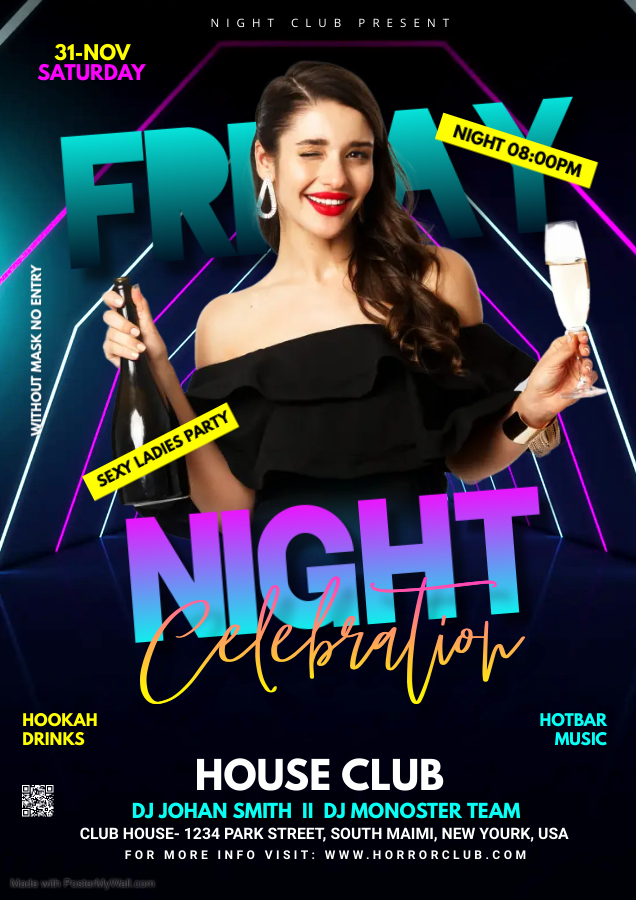 NIGHT CLUB PRESENT
31-NOV
SATURDAY
FRIDAY
NIGHT 08:00PM
WITHOUT MASK NO ENTRY
SEXY LADIES PARTY
NIGHT
Celebration
HOOKAH
DRINKS
HOTBAR
MUSIC
HOUSE CLUB
DJ JOHAN SMITH II DJ MONOSTER TEAM
CLUB HOUSE- 1234 PARK STREET, SOUTH MAIMI, NEW YOURK, USA
FOR MORE INFO VISIT: WWW.HORRORCLUB.COM
Made with PosterMyWall.com